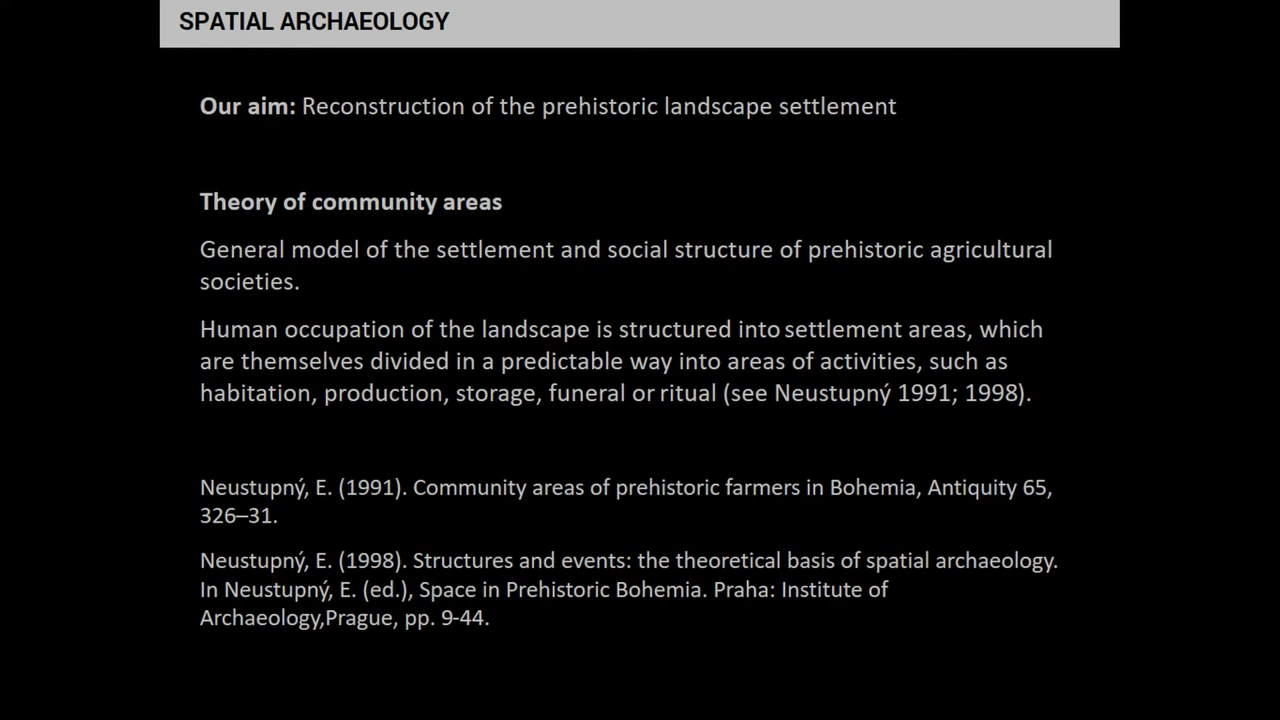 SPATIAL ARCHAEOLOGY
Our aim: Reconstruction of the prehistoric landscape settlement
Theory of community areas
General model of the settlement and social structure of prehistoric agricultural
societies.
Human occupation of the landscape is structured into settlement areas, which
are themselves divided in a predictable way into areas of activities, such as
habitation, production, storage, funeral or ritual (see Neustupný 1991; 1998).
Neustupný, E. (1991). Community areas of prehistoric farmers in Bohemia, Antiquity 65,
326–31.
Neustupný, E. (1998). Structures and events: the theoretical basis of spatial archaeology.
In Neustupný, E. (ed.), Space in Prehistoric Bohemia. Praha: Institute of
Archaeology,Prague, pp. 9-44.